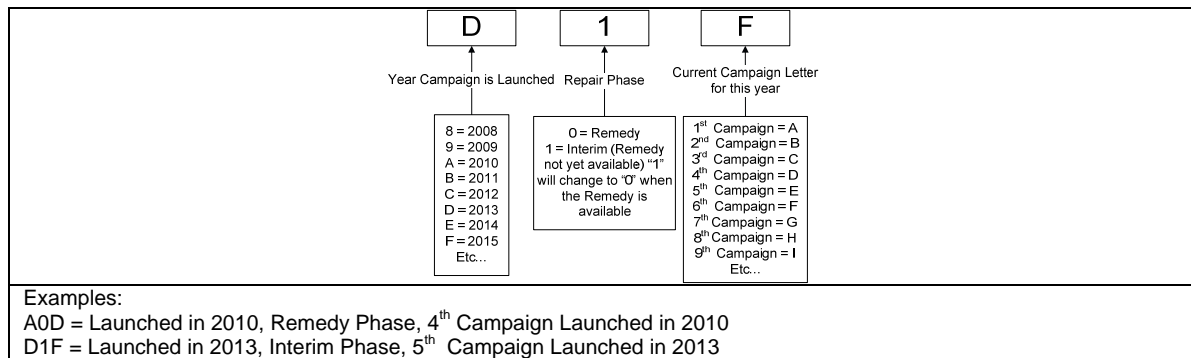 D 1 F
Year Campaign is Launched
Repair Phase
Current Campaign Letter
for this year
8 = 2008
9 = 2009
A = 2010
B = 2011
C = 2012
D = 2013
E = 2014
F = 2015
Etc...
0 = Remedy
1 = Interim (Remedy
not yet available) “1”
will change to “0” when
the Remedy is
available
1st Campaign = A
2nd Campaign = B
3rd Campaign = C
4th Campaign = D
5th Campaign = E
6th Campaign = F
7th Campaign = G
8th Campaign = H
9th Campaign = I
Etc...
Examples:
A0D = Launched in 2010, Remedy Phase, 4th Campaign Launched in 2010
D1F = Launched in 2013, Interim Phase, 5th Campaign Launched in 2013